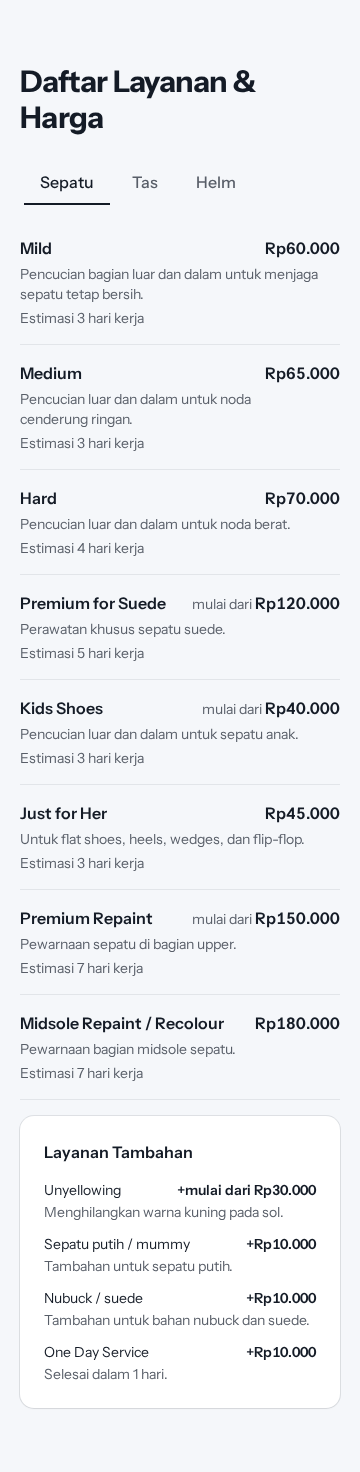 Daftar Layanan &
Harga
Sepatu Tas Helm
Mild Rp60.000
Pencucian bagian luar dan dalam untuk menjaga
sepatu tetap bersih.
Estimasi 3 hari kerja
Medium Rp65.000
Pencucian luar dan dalam untuk noda
cenderung ringan.
Estimasi 3 hari kerja
Hard Rp70.000
Pencucian luar dan dalam untuk noda berat.
Estimasi 4 hari kerja
Premium for Suede mulai dari Rp120.000
Perawatan khusus sepatu suede.
Estimasi 5 hari kerja
Kids Shoes mulai dari Rp40.000
Pencucian luar dan dalam untuk sepatu anak.
Estimasi 3 hari kerja
Just for Her Rp45.000
Untuk flat shoes, heels, wedges, dan flip-flop.
Estimasi 3 hari kerja
Premium Repaint mulai dari Rp150.000
Pewarnaan sepatu di bagian upper.
Estimasi 7 hari kerja
Midsole Repaint / Recolour Rp180.000
Pewarnaan bagian midsole sepatu.
Estimasi 7 hari kerja
Layanan Tambahan
Unyellowing +mulai dari Rp30.000
Menghilangkan warna kuning pada sol.
Sepatu putih / mummy +Rp10.000
Tambahan untuk sepatu putih.
Nubuck / suede +Rp10.000
Tambahan untuk bahan nubuck dan suede.
One Day Service +Rp10.000
Selesai dalam 1 hari.